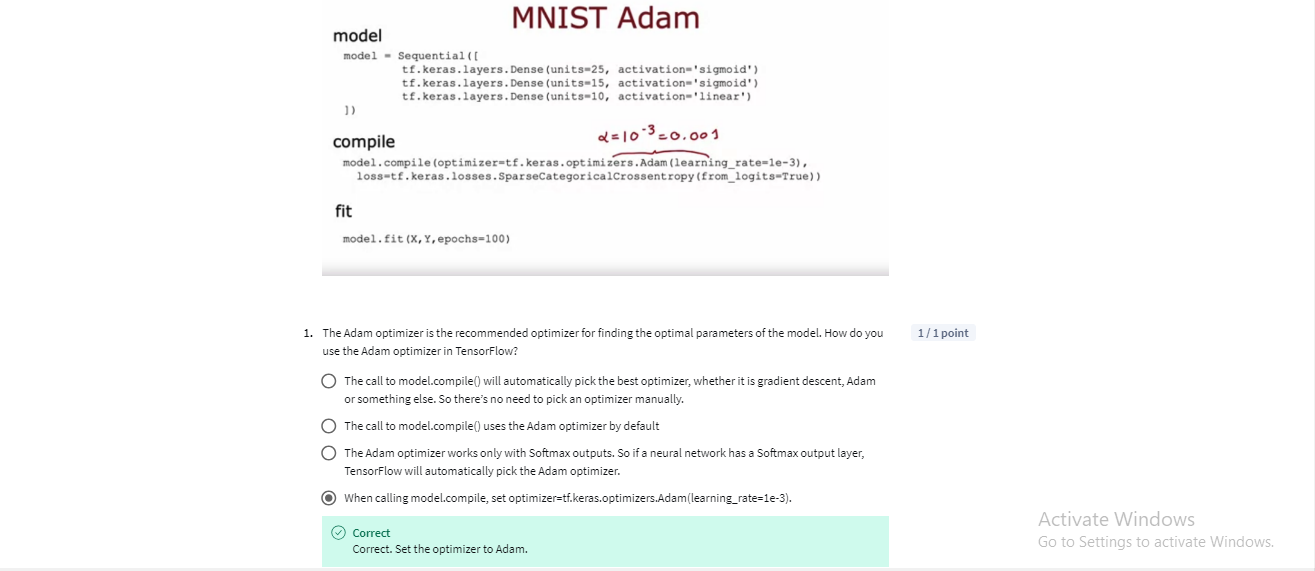 MNIST Adam
model
model = Sequential([
tf.keras.layers.Dense(units=25, activation='sigmoid')
tf.keras.layers.Dense(units=15, activation='sigmoid')
tf.keras.layers.Dense(units=10, activation='linear')
])
α=10⁻³=0.001
compile
model.compile(optimizer=tf.keras.optimizers.Adam(learning_rate=1e-3),
loss=tf.keras.losses.SparseCategoricalCrossentropy(from_logits=True))
fit
model.fit(X,Y,epochs=100)
1. The Adam optimizer is the recommended optimizer for finding the optimal parameters of the model. How do you
use the Adam optimizer in TensorFlow?
1 / 1 point
The call to model.compile() will automatically pick the best optimizer, whether it is gradient descent, Adam
or something else. So there's no need to pick an optimizer manually.
The call to model.compile() uses the Adam optimizer by default
The Adam optimizer works only with Softmax outputs. So if a neural network has a Softmax output layer,
TensorFlow will automatically pick the Adam optimizer.
When calling model.compile, set optimizer=tf.keras.optimizers.Adam(learning_rate=1e-3).
Correct
Correct. Set the optimizer to Adam.
Activate Windows
Go to Settings to activate Windows.